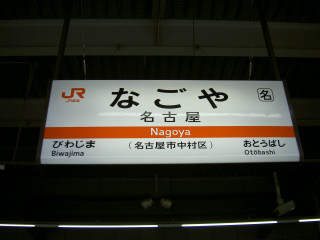 JR
JR東海
なごや
名
名古屋
Nagoya
びわじま
Biwajima
(名古屋市中村区)
おとうばし
Otōbashi